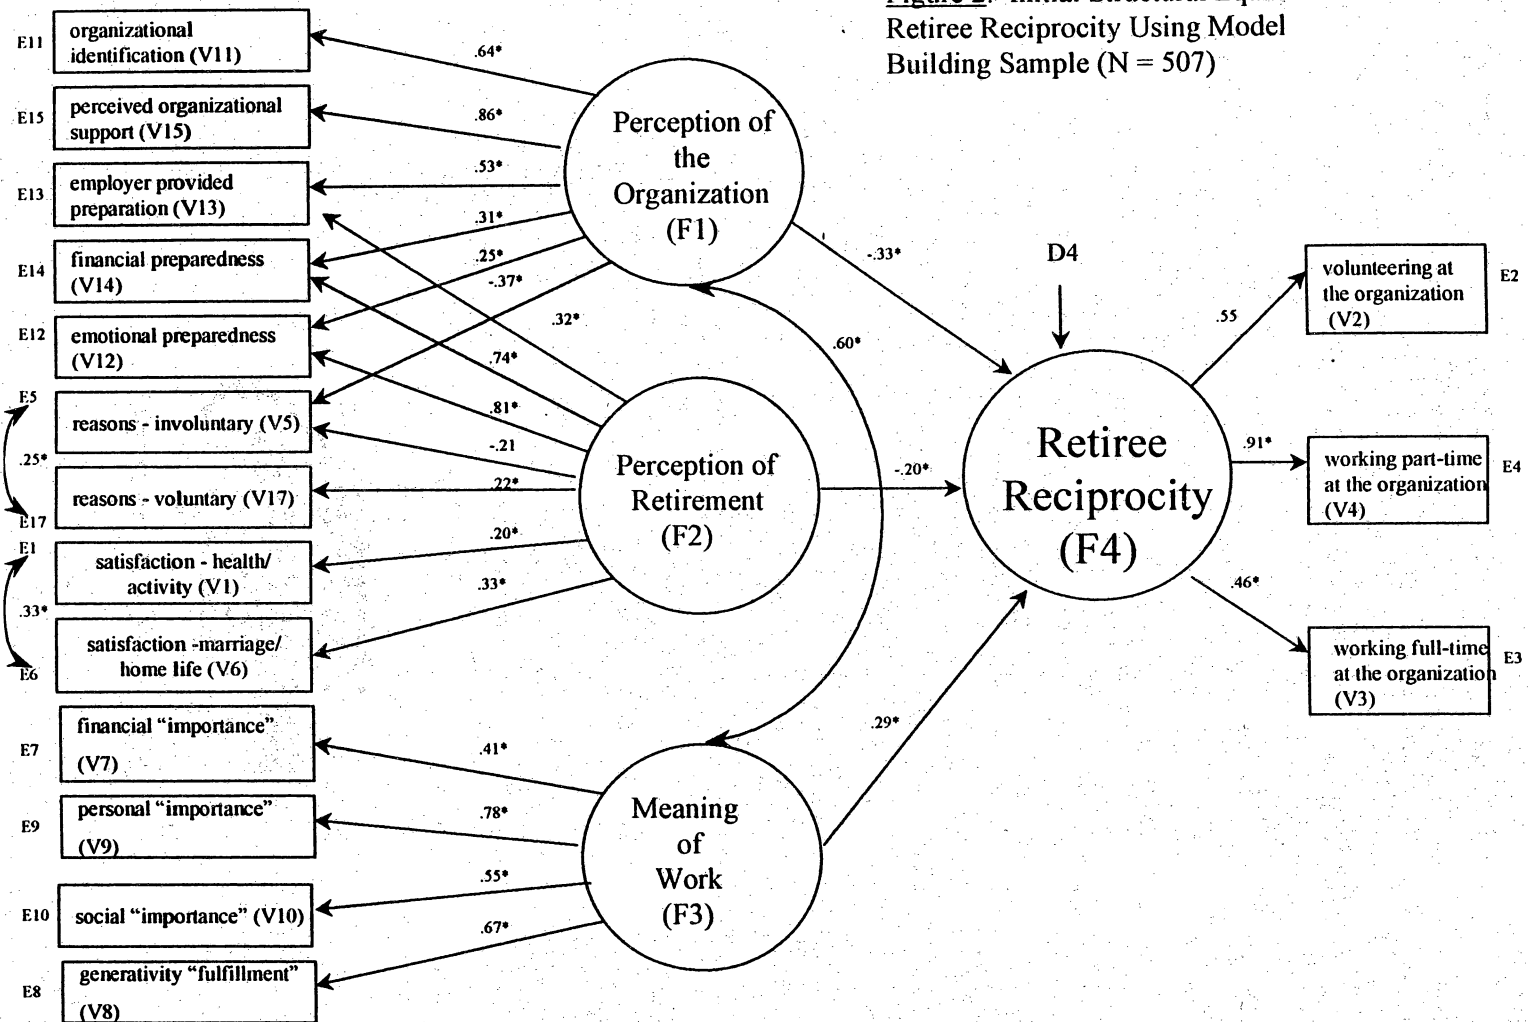 Figure 2. Initial Structural
Retiree Reciprocity Using Model
Building Sample (N = 507)
E11
organizational
identification (V11)
.64*
E15
perceived organizational
support (V15)
.86*
E13
employer provided
preparation (V13)
.53*
E14
financial preparedness
(V14)
.31*
E12
emotional preparedness
(V12)
.25*
-.37*
.32*
.74*
E5
reasons - involuntary (V5)
.81*
-.21
.25*
reasons - voluntary (V17)
.22*
E17
E1
satisfaction - health/
activity (V1)
.20*
.33*
satisfaction -marriage/
home life (V6)
.33*
E6
E7
financial “importance”
(V7)
.41*
E9
personal “importance”
(V9)
.78*
E10
social “importance” (V10)
.55*
E8
generativity “fulfillment”
(V8)
.67*
Perception of
the
Organization
(F1)
Perception of
Retirement
(F2)
Meaning
of
Work
(F3)
-.33*
.60*
-.20*
.29*
D4
Retiree
Reciprocity
(F4)
.55
volunteering at
the organization
(V2)
E2
.91*
working part-time
at the organization
(V4)
E4
.46*
working full-time
at the organization
(V3)
E3